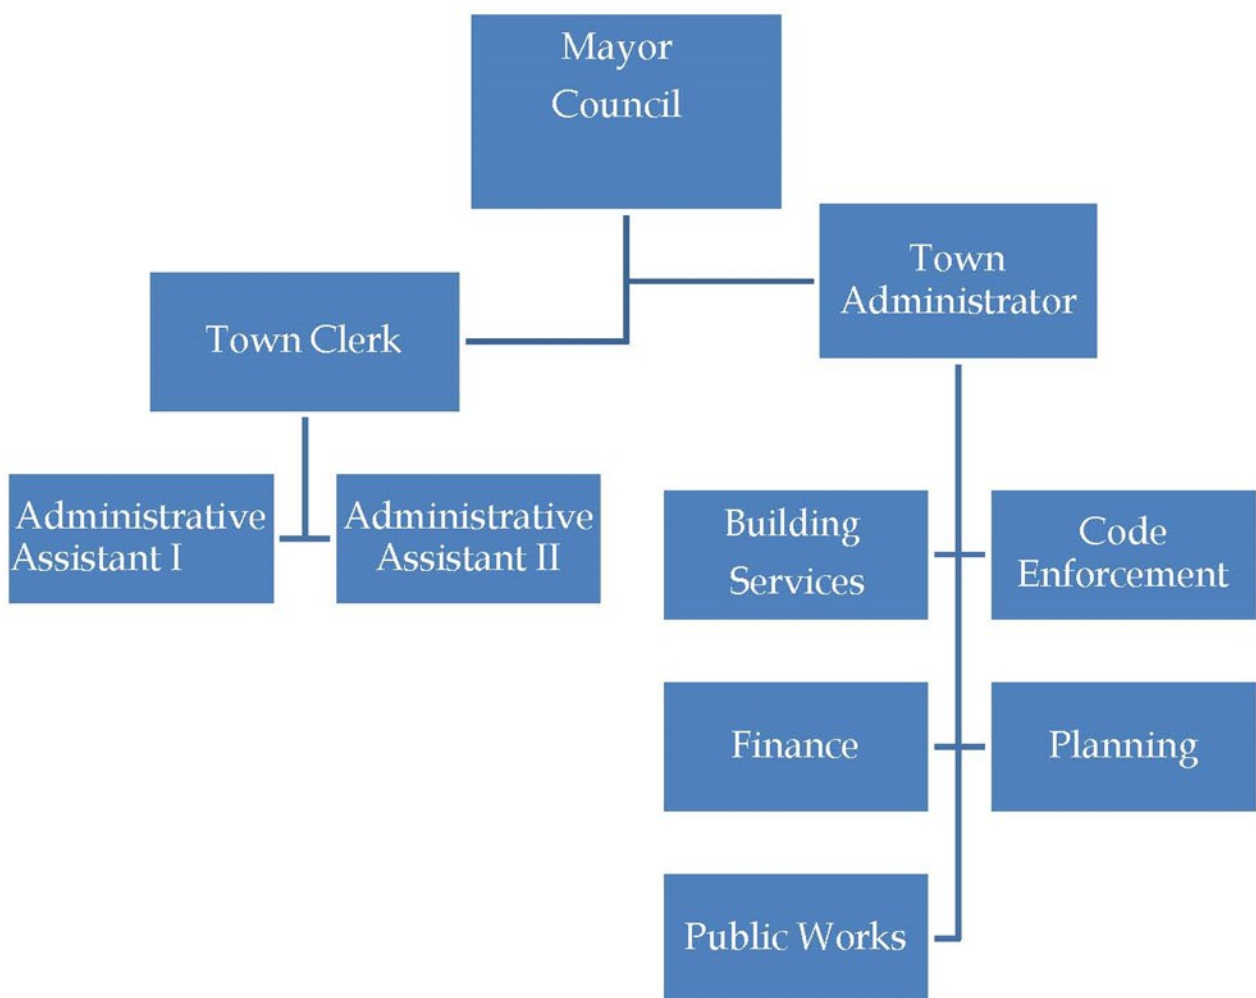 Mayor
Council
Town
Administrator
Town Clerk
Administrative
Assistant I
Administrative
Assistant II
Building
Services
Code
Enforcement
Finance
Planning
Public Works